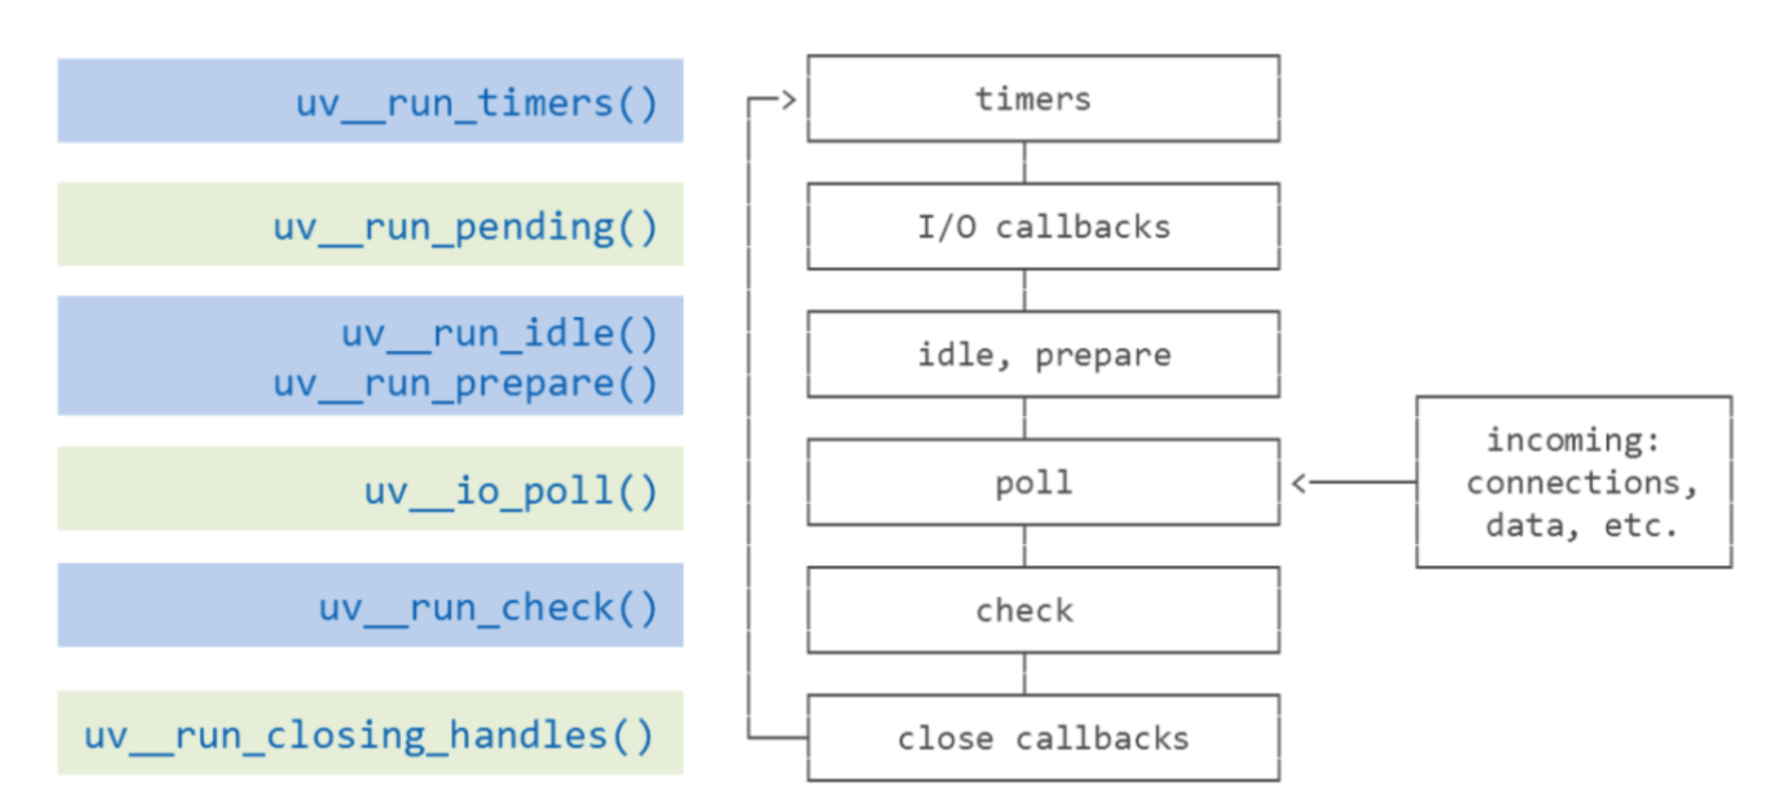 uv__run_timers()
uv__run_pending()
uv__run_idle()
uv__run_prepare()
uv__io_poll()
uv__run_check()
uv__run_closing_handles()
timers
I/O callbacks
idle, prepare
poll
check
close callbacks
incoming:
connections,
data, etc.